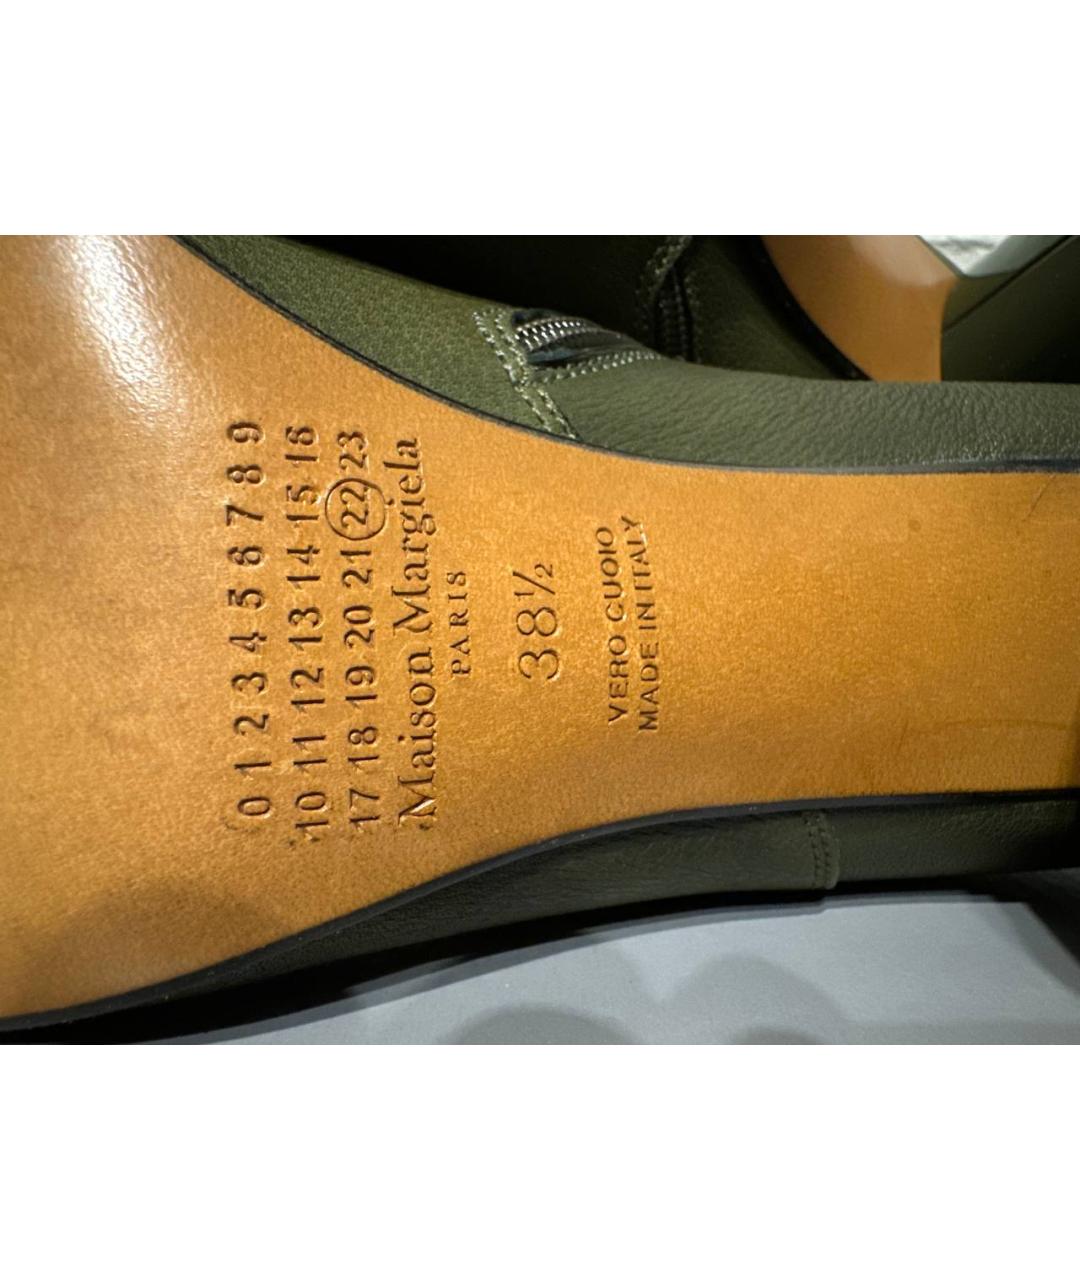 0 1 2 3 4 5 6 7 8 9
10 11 12 13 14 15 16
17 18 19 20 21 22 23
Maison Margiela
PARIS
38½
VERO CUOIO
MADE IN ITALY